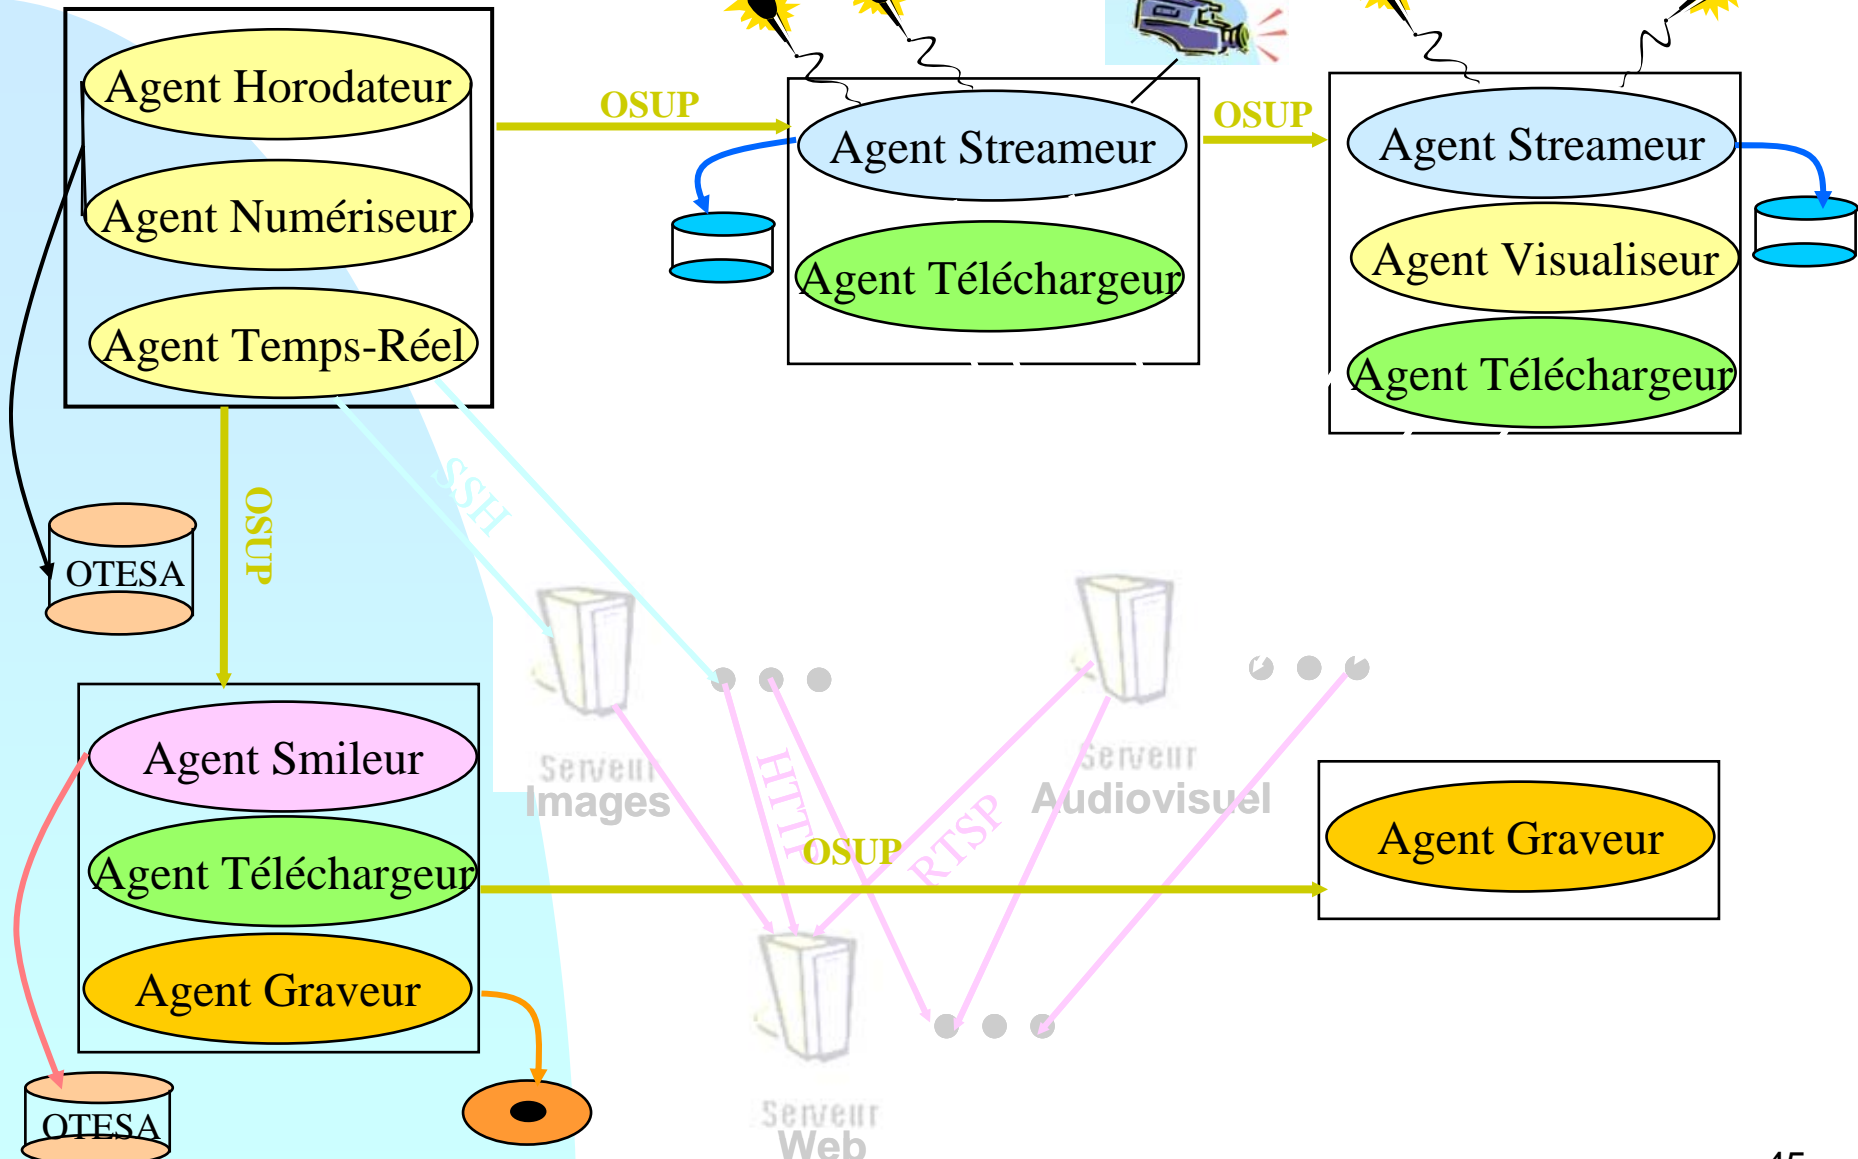 Agent Horodateur
Agent Numériseur
Agent Temps-Réel
OSUP
Agent Streameur
Agent Téléchargeur
OSUP
Agent Streameur
Agent Visualiseur
Agent Téléchargeur
SSH
OSUP
OTESA
Serveur
Images
HTTP
RTSP
Serveur
Audiovisuel
Agent Smileur
Agent Téléchargeur
Agent Graveur
OSUP
Agent Graveur
OTESA
Serveur
Web
45